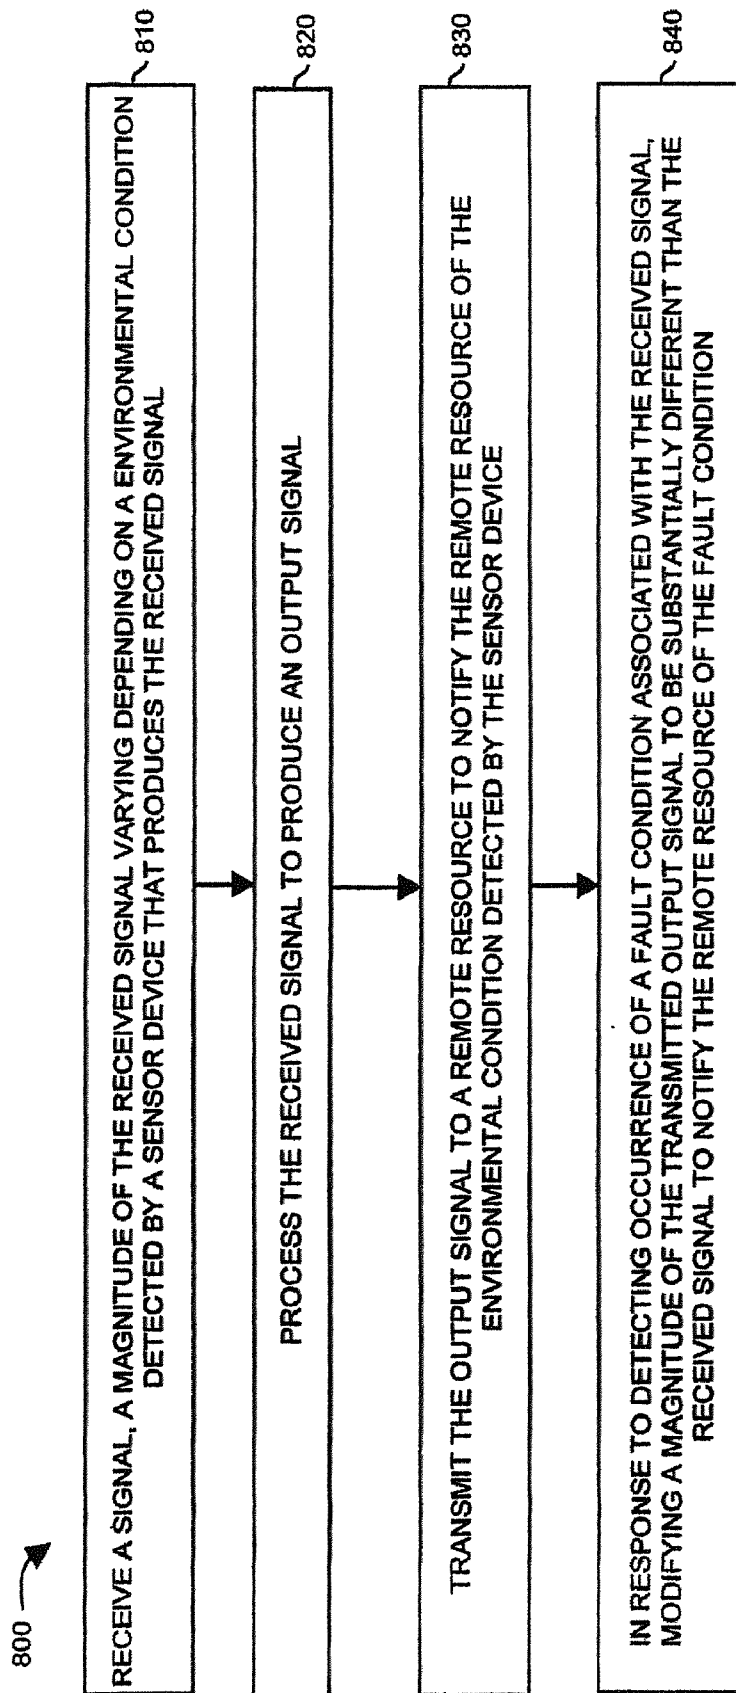 800
RECEIVE A SIGNAL, A MAGNITUDE OF THE RECEIVED SIGNAL VARYING DEPENDING ON A ENVIRONMENTAL CONDITION
DETECTED BY A SENSOR DEVICE THAT PRODUCES THE RECEIVED SIGNAL
810
PROCESS THE RECEIVED SIGNAL TO PRODUCE AN OUTPUT SIGNAL
820
TRANSMIT THE OUTPUT SIGNAL TO A REMOTE RESOURCE TO NOTIFY THE REMOTE RESOURCE OF THE
ENVIRONMENTAL CONDITION DETECTED BY THE SENSOR DEVICE
830
IN RESPONSE TO DETECTING OCCURRENCE OF A FAULT CONDITION ASSOCIATED WITH THE RECEIVED SIGNAL,
MODIFYING A MAGNITUDE OF THE TRANSMITTED OUTPUT SIGNAL TO BE SUBSTANTIALLY DIFFERENT THAN THE
RECEIVED SIGNAL TO NOTIFY THE REMOTE RESOURCE OF THE FAULT CONDITION
840